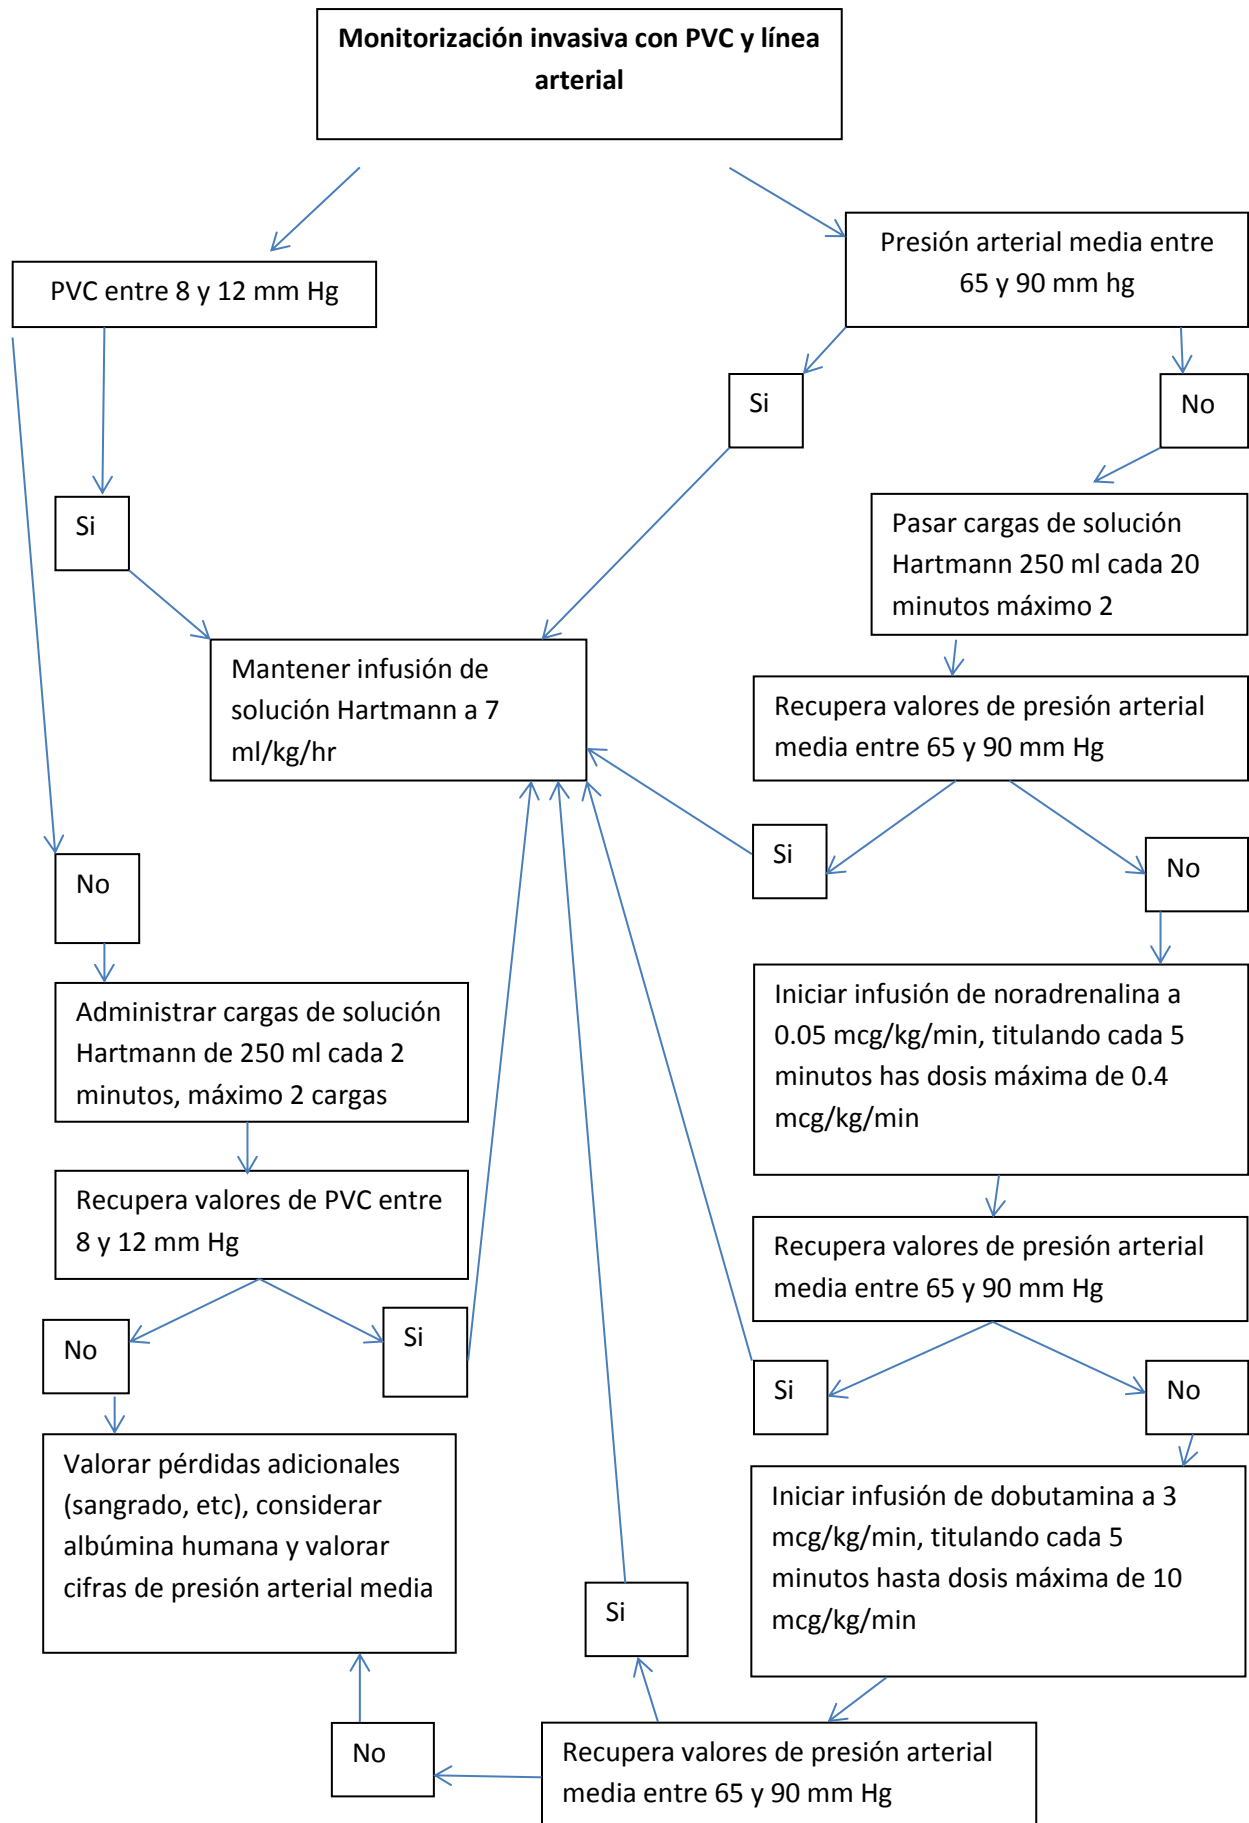 Monitorización invasiva con PVC y línea
arterial
PVC entre 8 y 12 mm Hg
Presión arterial media entre
65 y 90 mm hg
Si
No
Si
Pasar cargas de solución
Hartmann 250 ml cada 20
minutos máximo 2
Mantener infusión de
solución Hartmann a 7
ml/kg/hr
Recupera valores de presión arterial
media entre 65 y 90 mm Hg
Si
No
No
Administrar cargas de solución
Hartmann de 250 ml cada 2
minutos, máximo 2 cargas
Iniciar infusión de noradrenalina a
0.05 mcg/kg/min, titulando cada 5
minutos has dosis máxima de 0.4
mcg/kg/min
Recupera valores de PVC entre
8 y 12 mm Hg
Recupera valores de presión arterial
media entre 65 y 90 mm Hg
No
Si
Si
No
Valorar pérdidas adicionales
(sangrado, etc), considerar
albúmina humana y valorar
cifras de presión arterial media
Iniciar infusión de dobutamina a 3
mcg/kg/min, titulando cada 5
minutos hasta dosis máxima de 10
mcg/kg/min
Si
No
Recupera valores de presión arterial
media entre 65 y 90 mm Hg